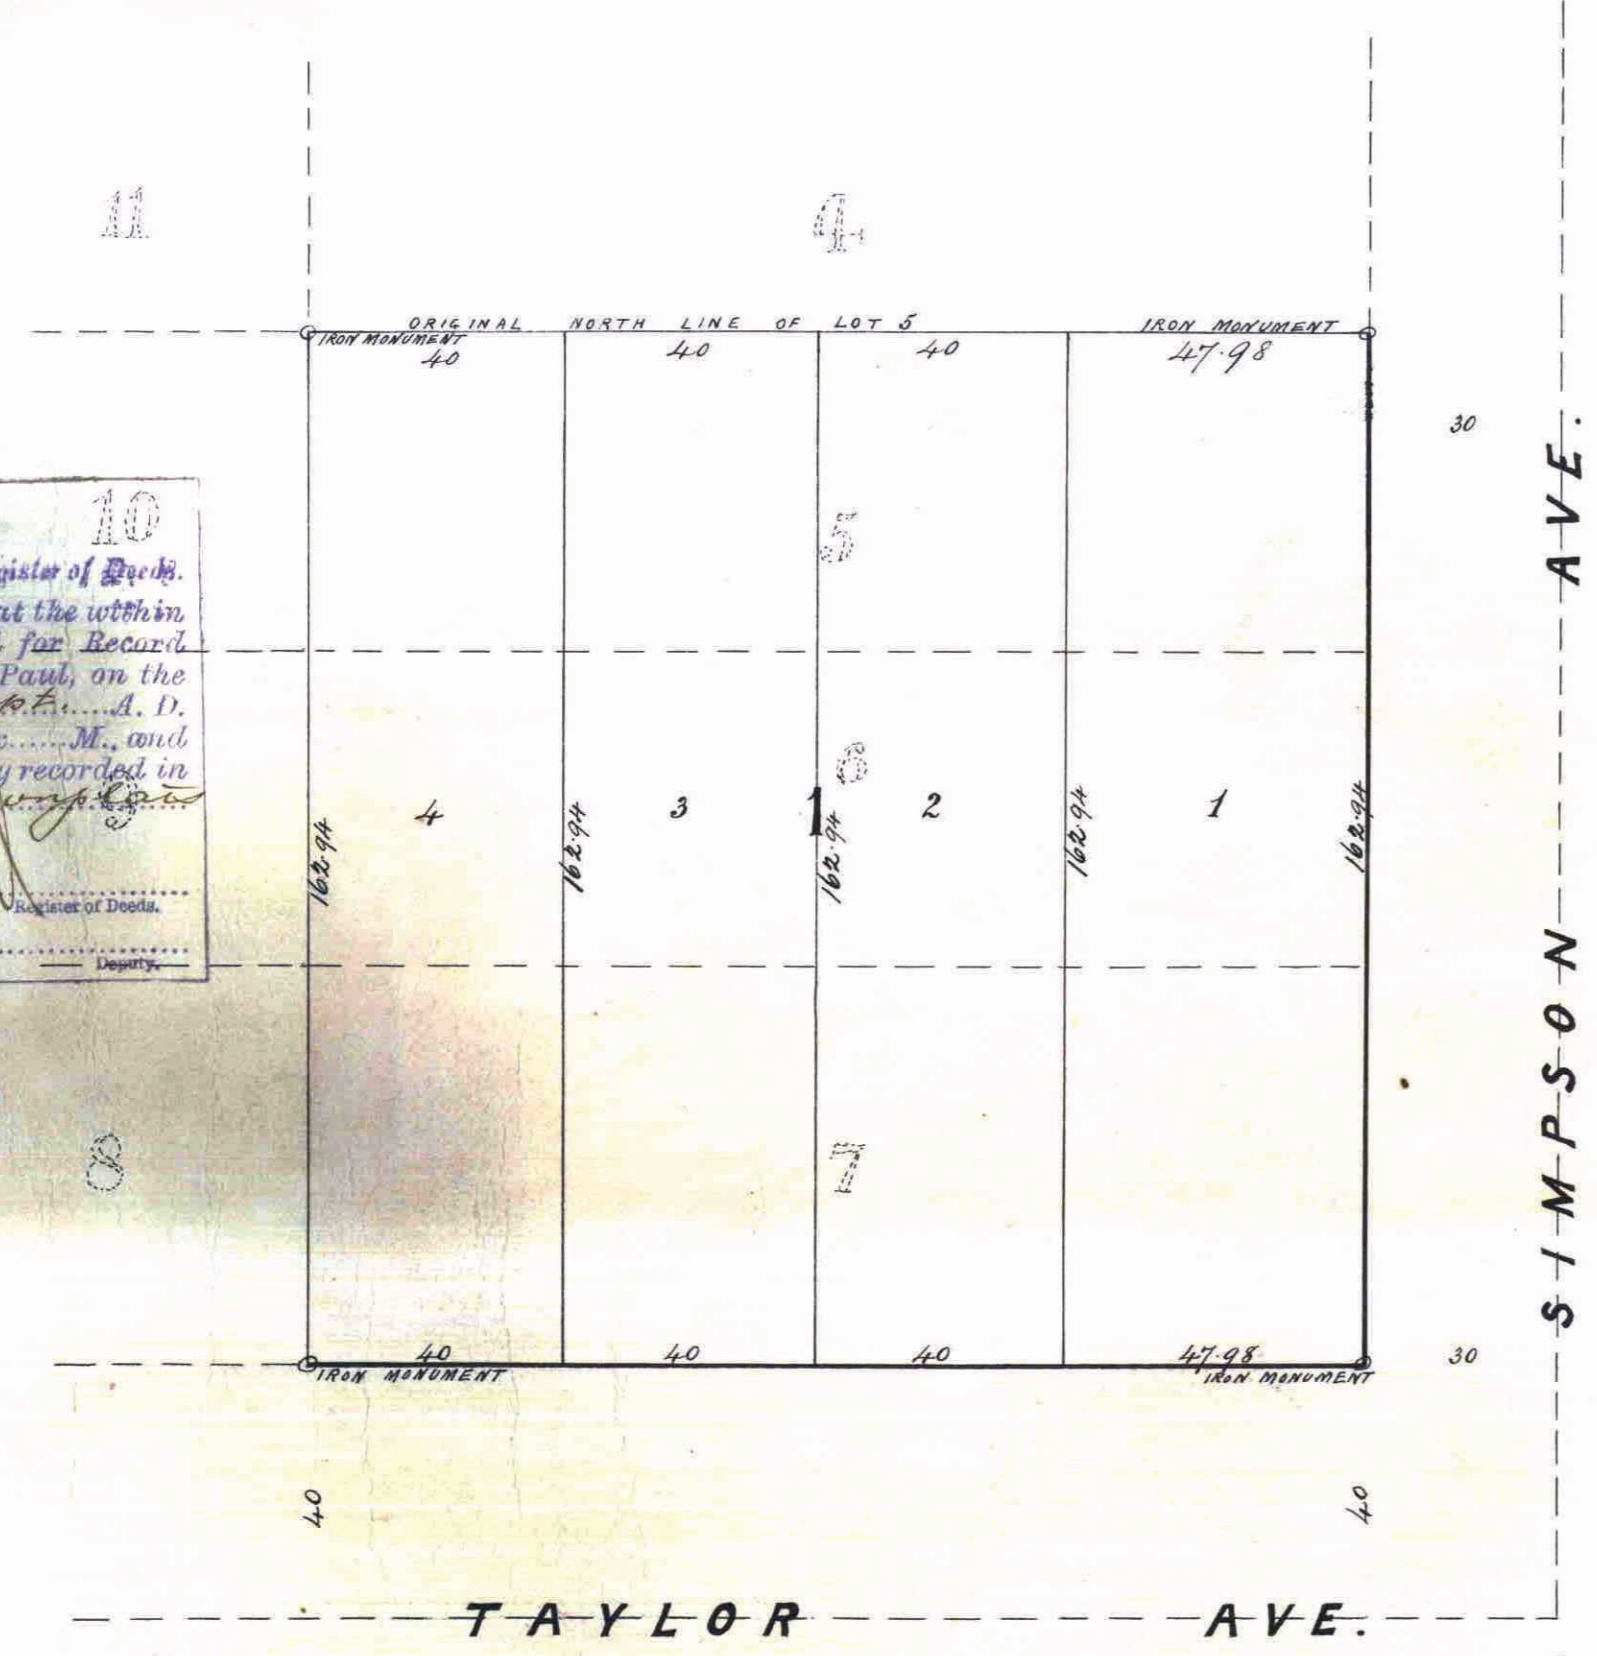 11
4
ORIGINAL NORTH LINE OF LOT 5
IRON MONUMENT
IRON MONUMENT
40
40
40
47.98
30
AVE.
10
gister of Deeds.
at the within
for Record
Paul, on the
pt......A. D.
......M., and
y recorded in
9
Register of Deeds.
Deputy.
5
6
4
3
1
2
1
162.94
162.94
162.94
162.94
162.94
SIMPSON
8
7
40
40
40
47.98
30
IRON MONUMENT
IRON MONUMENT
40
40
TAYLOR AVE.